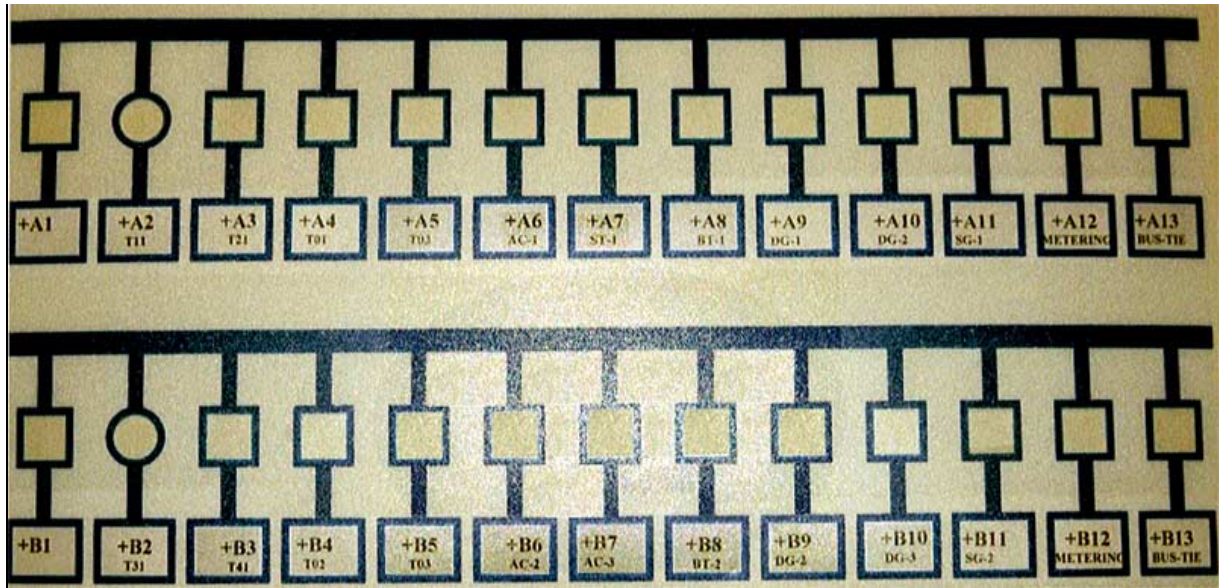 +A1
+A2
T11
+A3
T21
+A4
T01
+A5
T03
+A6
AC-1
+A7
ST-1
+A8
BT-1
+A9
DG-1
+A10
DG-2
+A11
SG-1
+A12
METERING
+A13
BUS-TIE
+B1
+B2
T31
+B3
T41
+B4
T02
+B5
T03
+B6
AC-2
+B7
AC-3
+B8
BT-2
+B9
DG-2
+B10
DG-3
+B11
SG-2
+B12
METERING
+B13
BUS-TIE